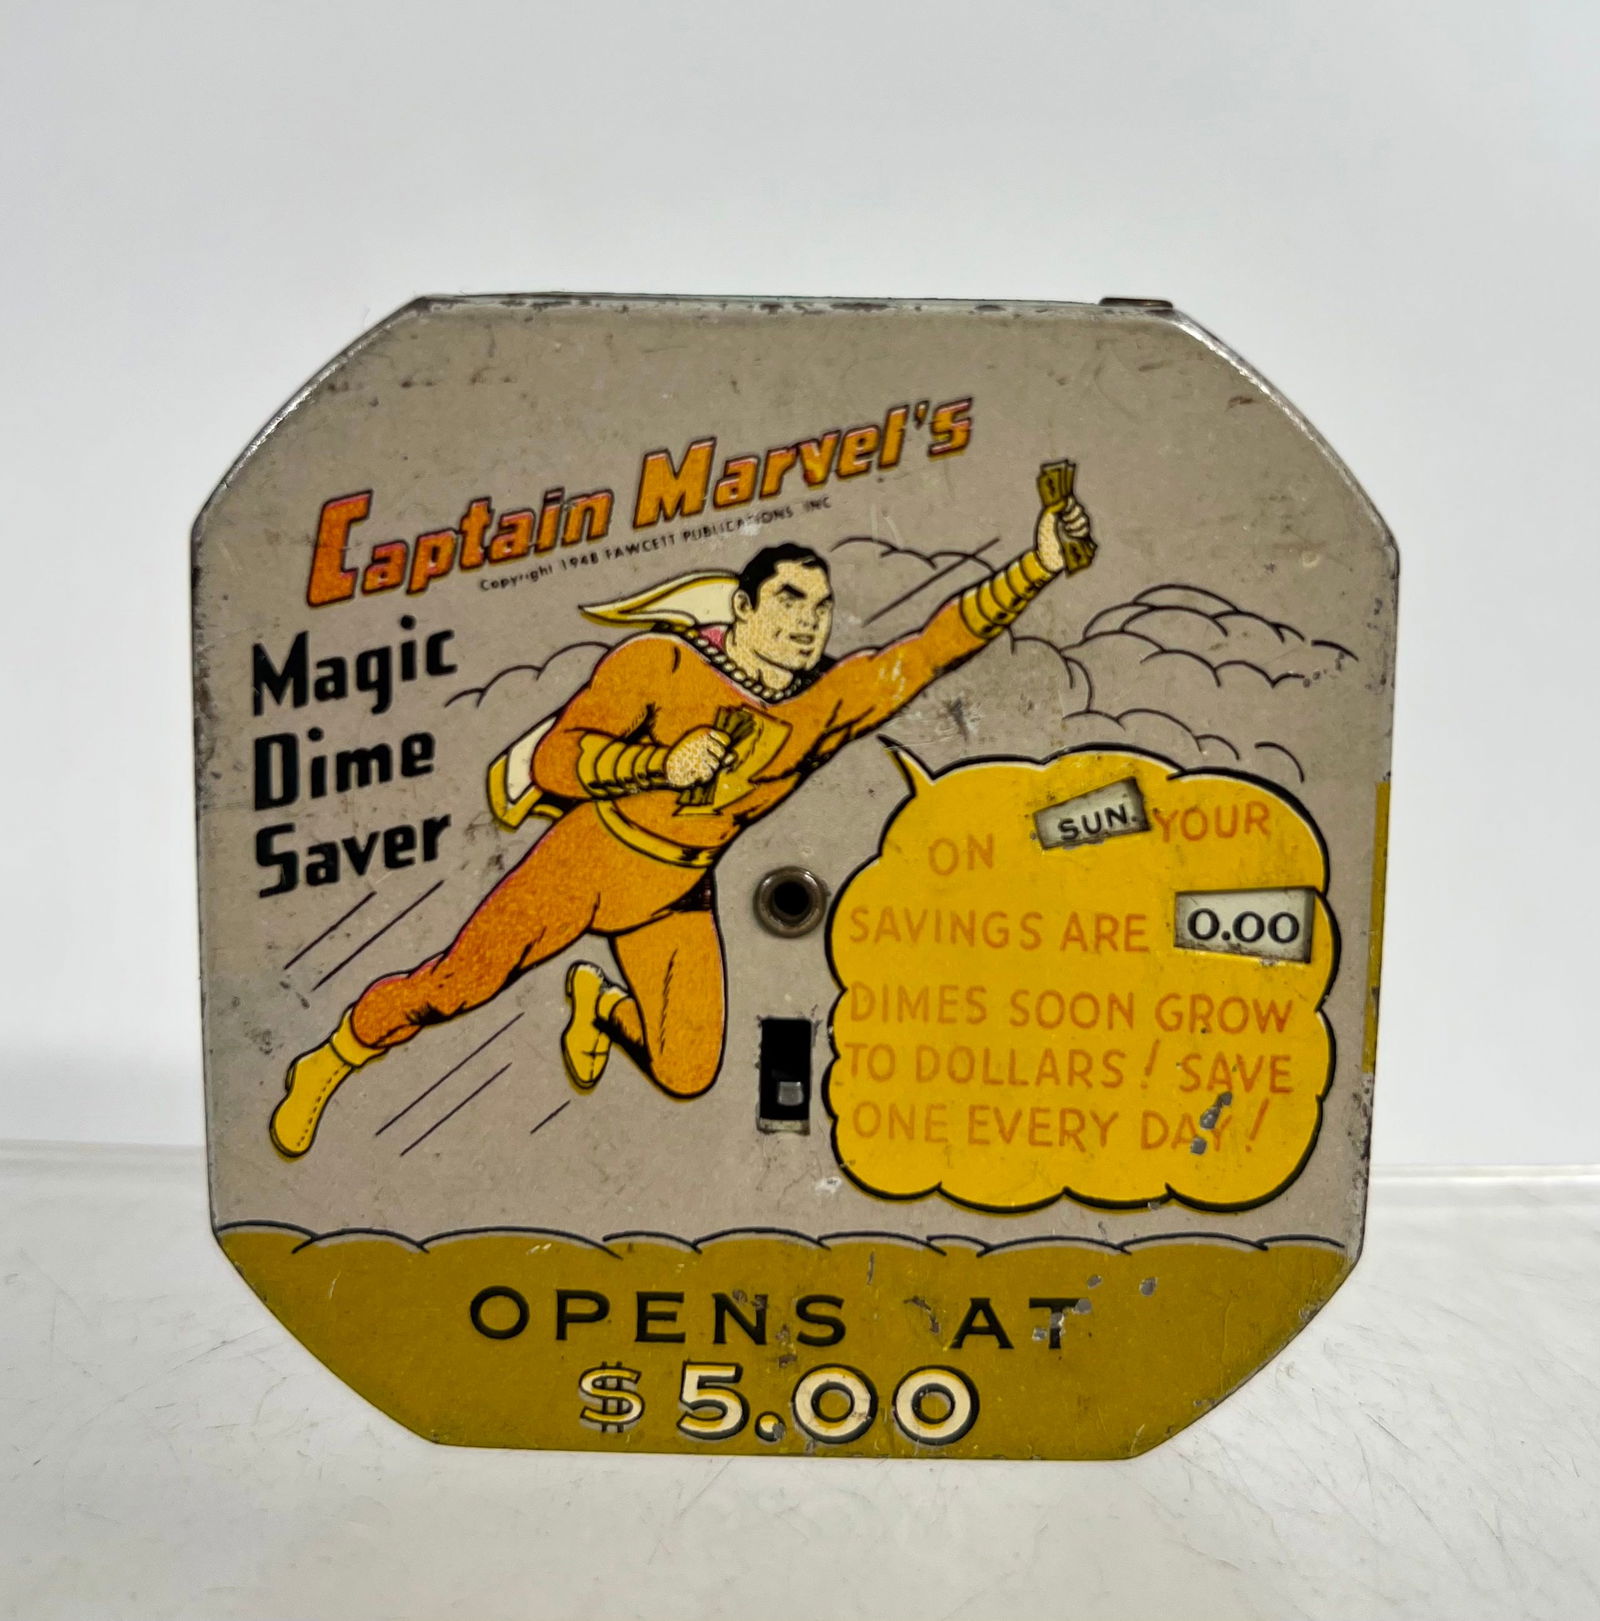 Captain Marvel's
Copyright 1948 FAWCETT PUBLICATIONS INC
Magic
Dime
Saver
ON SUN. YOUR
SAVINGS ARE 0.00
DIMES SOON GROW
TO DOLLARS! SAVE
ONE EVERY DAY!
OPENS AT
$5.00